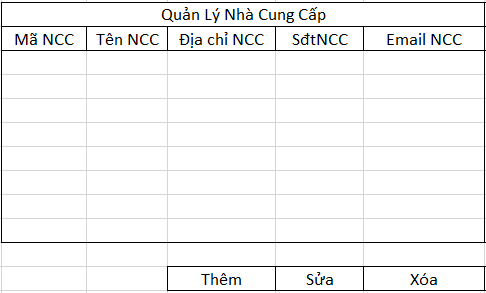 Quản Lý Nhà Cung Cấp
Mã NCC Tên NCC Địa chỉ NCC SđtNCC Email NCC
Thêm Sửa Xóa